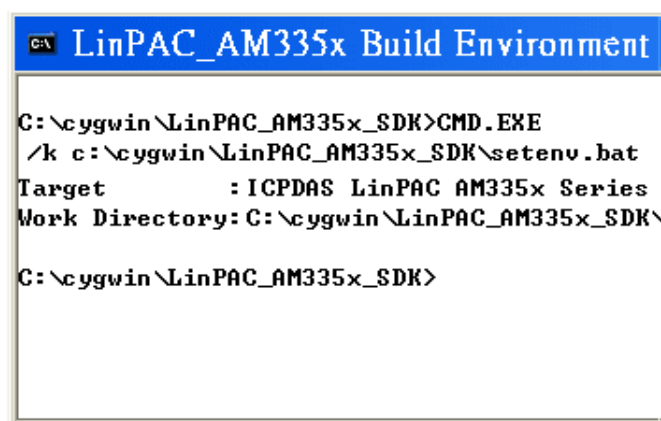 LinPAC_AM335x Build Environment
C:\cygwin\LinPAC_AM335x_SDK>CMD.EXE
/k c:\cygwin\LinPAC_AM335x_SDK\setenv.bat
Target :ICPDAS LinPAC AM335x Series
Work Directory:C:\cygwin\LinPAC_AM335x_SDK\
C:\cygwin\LinPAC_AM335x_SDK>